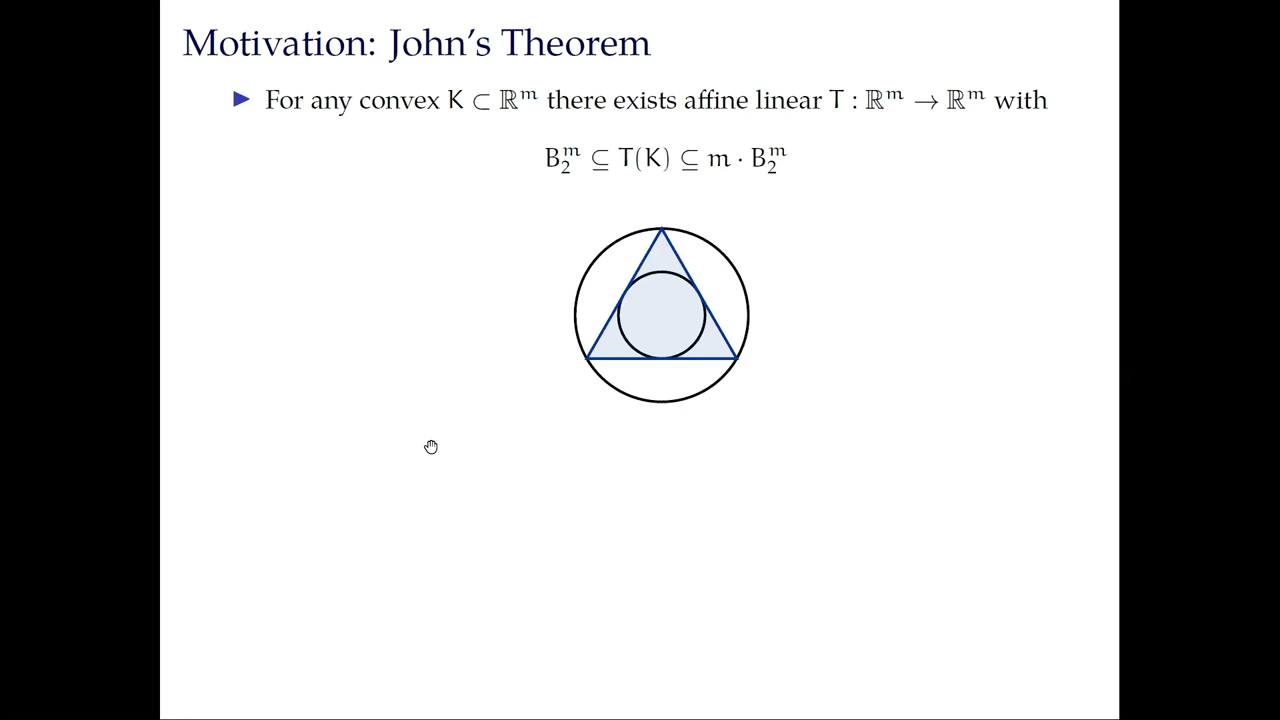 Motivation: John's Theorem
▶ For any convex K ⊂ ℝᵐ there exists affine linear T : ℝᵐ → ℝᵐ with
B₂ᵐ ⊆ T(K) ⊆ m · B₂ᵐ